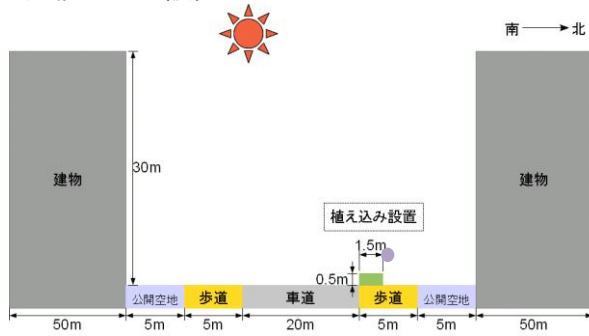 南 北
30m
建物
建物
植え込み設置
1.5m
0.5m
公開空地 歩道 車道 歩道 公開空地
50m 5m 5m 20m 5m 5m 50m